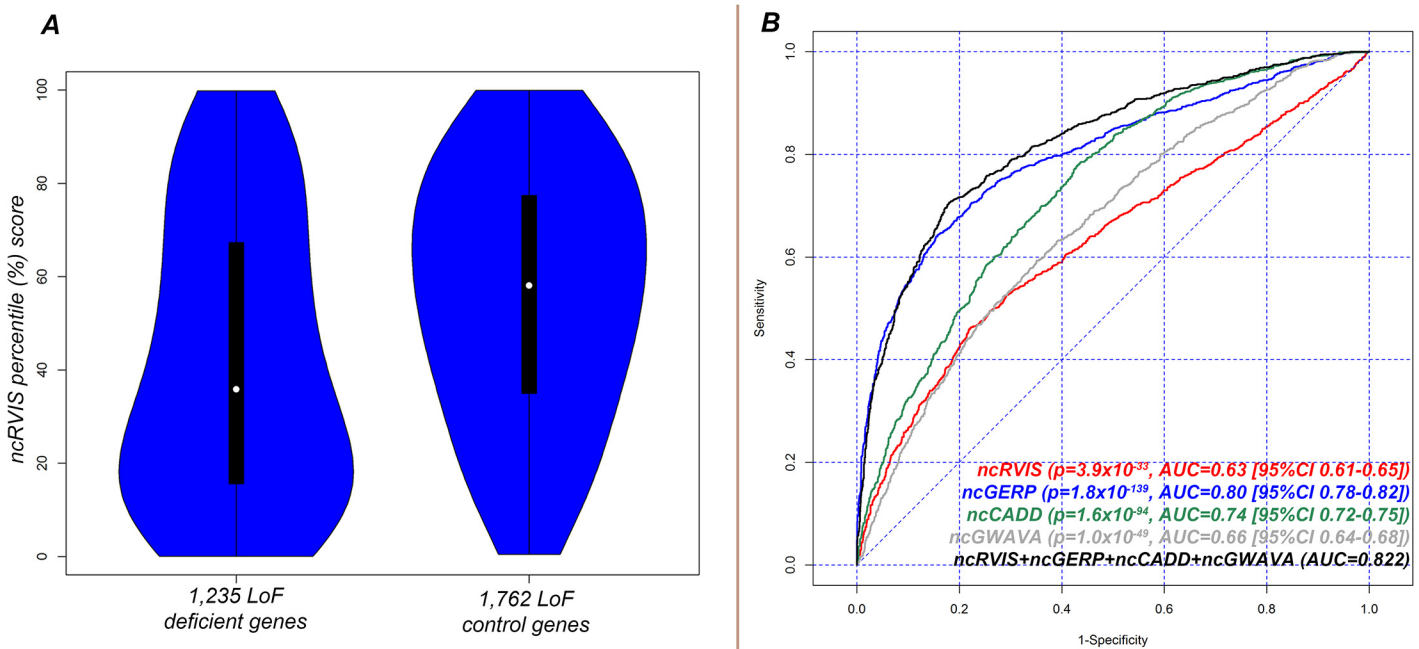 A
ncRVIS percentile (%) score
100
80
60
40
20
0
1,235 LoF
deficient genes
1,762 LoF
control genes
B
Sensitivity
1.0
0.8
0.6
0.4
0.2
0.0
ncRVIS (p=3.9x10⁻³³, AUC=0.63 [95%CI 0.61-0.65])
ncGERP (p=1.8x10⁻¹³⁹, AUC=0.80 [95%CI 0.78-0.82])
ncCADD (p=1.6x10⁻⁹⁴, AUC=0.74 [95%CI 0.72-0.75])
ncGWAVA (p=1.0x10⁻⁴⁹, AUC=0.66 [95%CI 0.64-0.68])
ncRVIS+ncGERP+ncCADD+ncGWAVA (AUC=0.822)
0.0 0.2 0.4 0.6 0.8 1.0
1-Specificity